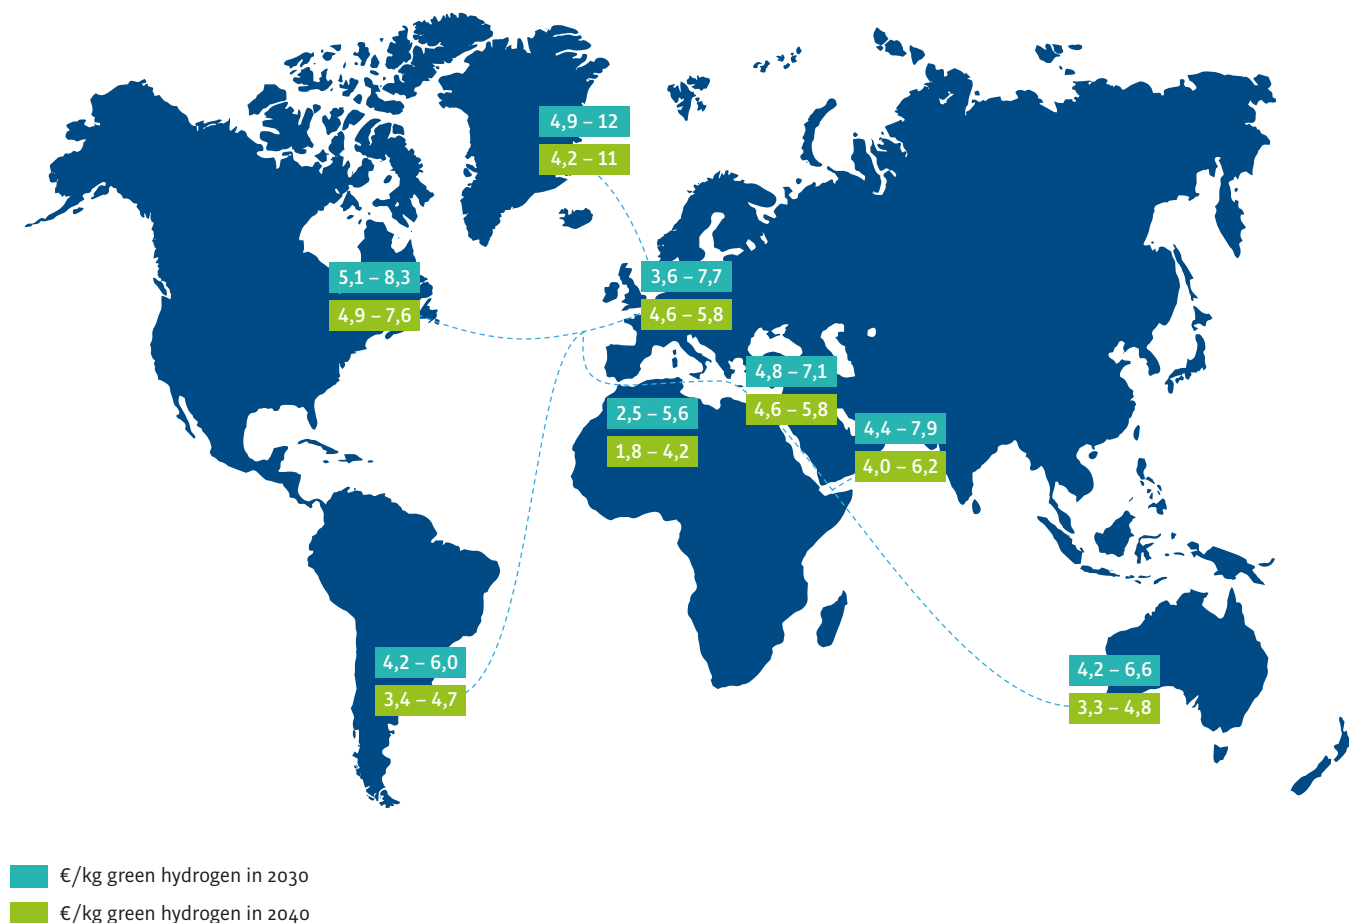 4,9 – 12
4,2 – 11
5,1 – 8,3
4,9 – 7,6
3,6 – 7,7
4,6 – 5,8
4,8 – 7,1
4,6 – 5,8
2,5 – 5,6
1,8 – 4,2
4,4 – 7,9
4,0 – 6,2
4,2 – 6,0
3,4 – 4,7
4,2 – 6,6
3,3 – 4,8
€/kg green hydrogen in 2030
€/kg green hydrogen in 2040